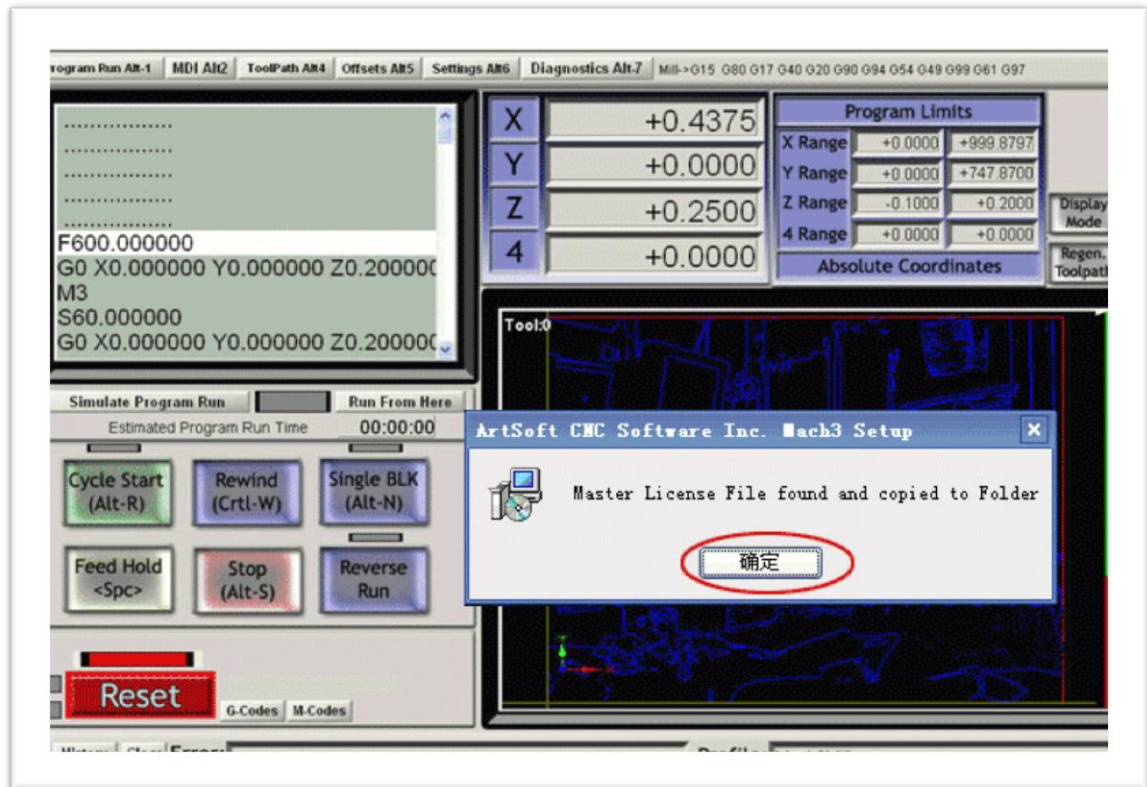 rogram Run Alt-1 MDI Alt2 ToolPath Alt4 Offsets Alt5 Settings Alt6 Diagnostics Alt-7 Mill->G15 G80 G17 G40 G20 G90 G94 G54 G49 G99 G61 G97
................
................
................
................
................
F600.000000
G0 X0.000000 Y0.000000 Z0.200000
M3
S60.000000
G0 X0.000000 Y0.000000 Z0.200000
X +0.4375
Y +0.0000
Z +0.2500
4 +0.0000
Program Limits
X Range +0.0000 +999.8797
Y Range +0.0000 +747.8700
Z Range -0.1000 +0.2000
4 Range +0.0000 +0.0000
Absolute Coordinates
Display
Mode
Regen.
Toolpath
Tool:0
Simulate Program Run Run From Here
Estimated Program Run Time 00:00:00
Cycle Start
(Alt-R)
Rewind
(Crtl-W)
Single BLK
(Alt-N)
Feed Hold
<Spc>
Stop
(Alt-S)
Reverse
Run
ArtSoft CNC Software Inc. Mach3 Setup
Master License File found and copied to Folder
确定
Reset
G-Codes M-Codes
History Clear Error:
Profile: